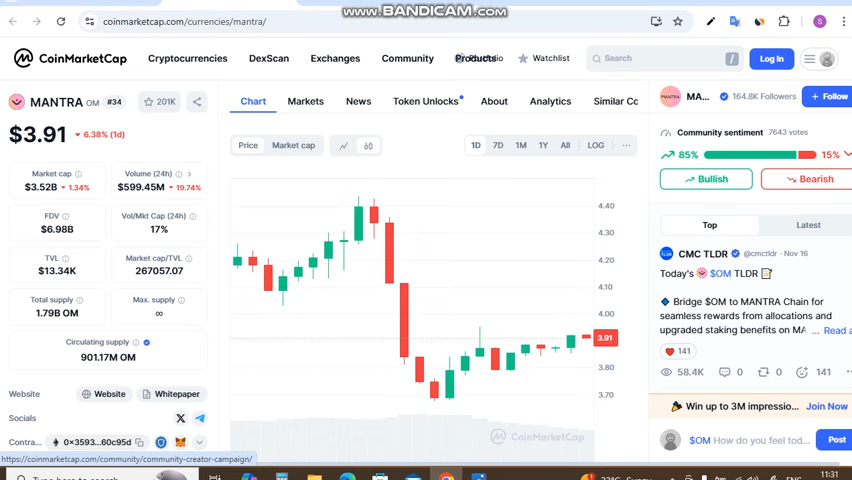 coinmarketcap.com/currencies/mantra/
www.BANDICAM.com
S
CoinMarketCap
Cryptocurrencies
DexScan
Exchanges
Community
Products
Watchlist
Search
/
Log In
MANTRA OM #34
201K
$3.91 6.38% (1d)
Market cap
$3.52B 1.34%
Volume (24h)
$599.45M 19.74%
FDV
$6.98B
Vol/Mkt Cap (24h)
17%
TVL
$13.34K
Market cap/TVL
267057.07
Total supply
1.79B OM
Max. supply
∞
Circulating supply
901.17M OM
Website
Website
Whitepaper
Socials
Contra...
0x3593...60c95d
https://coinmarketcap.com/community/community-creator-campaign/
Chart
Markets
News
Token Unlocks
About
Analytics
Similar Co
Price
Market cap
1D
7D
1M
1Y
All
LOG
...
4.40
4.30
4.20
4.10
4.00
3.91
3.80
3.70
CoinMarketCap
MANTRA
MA...
164.8K Followers
+ Follow
Community sentiment 7643 votes
85%
15%
Bullish
Bearish
Top
Latest
CMC TLDR @cmctldr · Nov 16
Today's $OM TLDR
Bridge $OM to MANTRA Chain for
seamless rewards from allocations and
upgraded staking benefits on MA ... Read a
141
58.4K
0
0
141
Win up to 3M impressio... Join Now
$OM How do you feel tod...
Post
11:31